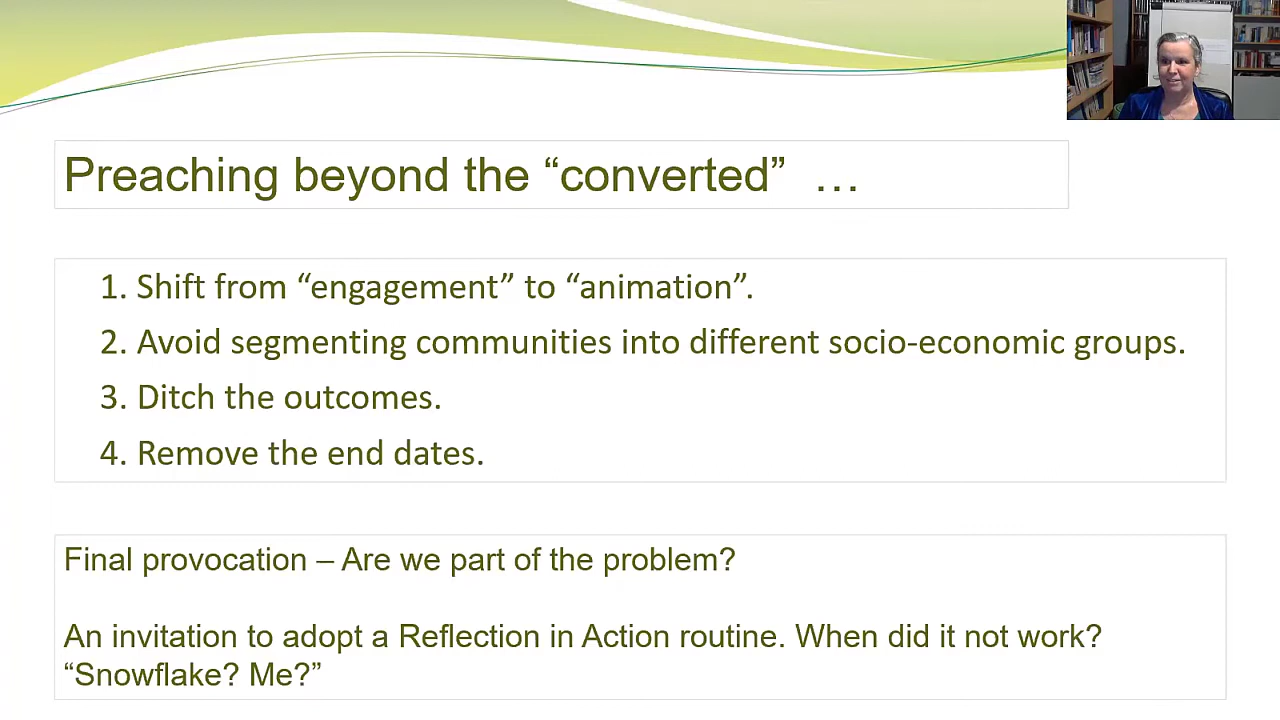 Preaching beyond the “converted” …
1. Shift from “engagement” to “animation”.
2. Avoid segmenting communities into different socio-economic groups.
3. Ditch the outcomes.
4. Remove the end dates.
Final provocation – Are we part of the problem?
An invitation to adopt a Reflection in Action routine. When did it not work?
“Snowflake? Me?”